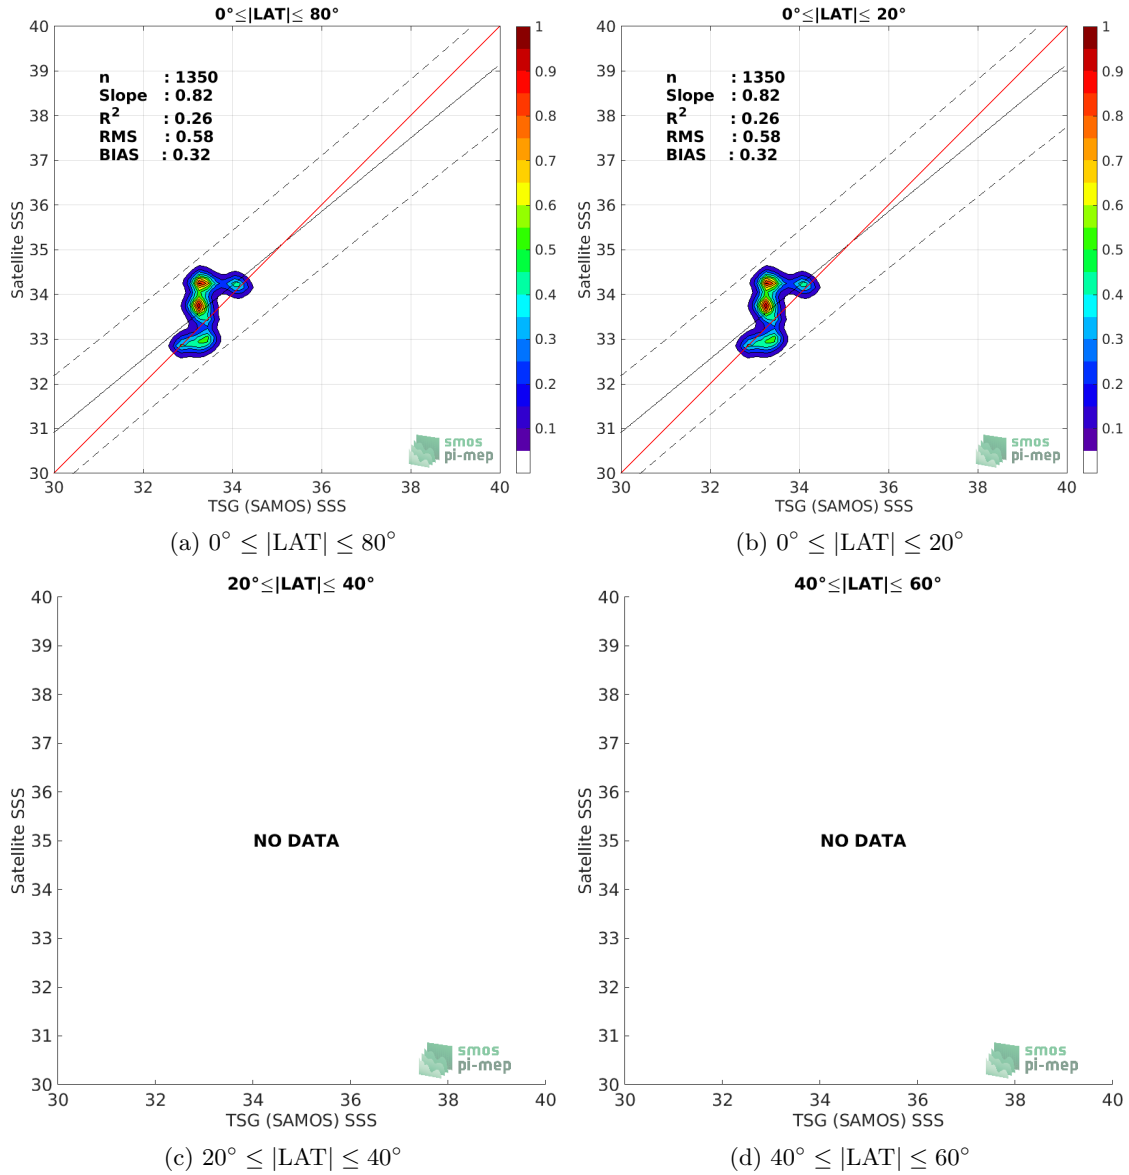 0°≤|LAT|≤ 80°
n : 1350
Slope : 0.82
R2 : 0.26
RMS : 0.58
BIAS : 0.32
Satellite SSS
40
39
38
37
36
35
34
33
32
31
30
30 32 34 36 38 40
TSG (SAMOS) SSS
1
0.9
0.8
0.7
0.6
0.5
0.4
0.3
0.2
0.1
smos
pi-mep
(a) 0° ≤ |LAT| ≤ 80°
0°≤|LAT|≤ 20°
n : 1350
Slope : 0.82
R2 : 0.26
RMS : 0.58
BIAS : 0.32
Satellite SSS
40
39
38
37
36
35
34
33
32
31
30
30 32 34 36 38 40
TSG (SAMOS) SSS
1
0.9
0.8
0.7
0.6
0.5
0.4
0.3
0.2
0.1
smos
pi-mep
(b) 0° ≤ |LAT| ≤ 20°
20°≤|LAT|≤ 40°
Satellite SSS
40
39
38
37
36
35
34
33
32
31
30
NO DATA
30 32 34 36 38 40
TSG (SAMOS) SSS
smos
pi-mep
(c) 20° ≤ |LAT| ≤ 40°
40°≤|LAT|≤ 60°
Satellite SSS
40
39
38
37
36
35
34
33
32
31
30
NO DATA
30 32 34 36 38 40
TSG (SAMOS) SSS
smos
pi-mep
(d) 40° ≤ |LAT| ≤ 60°